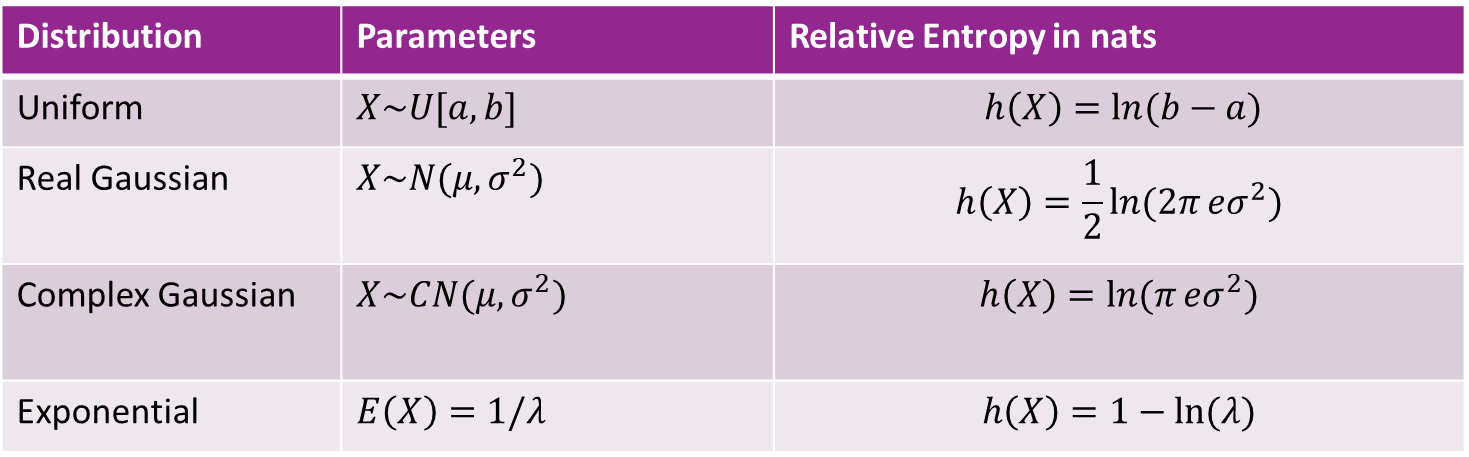 Distribution Parameters Relative Entropy in nats
Uniform X~U[a, b] h(X) = ln(b − a)
Real Gaussian X~N(μ, σ²) h(X) = 1/2 ln(2π eσ²)
Complex Gaussian X~CN(μ, σ²) h(X) = ln(π eσ²)
Exponential E(X) = 1/λ h(X) = 1 − ln(λ)